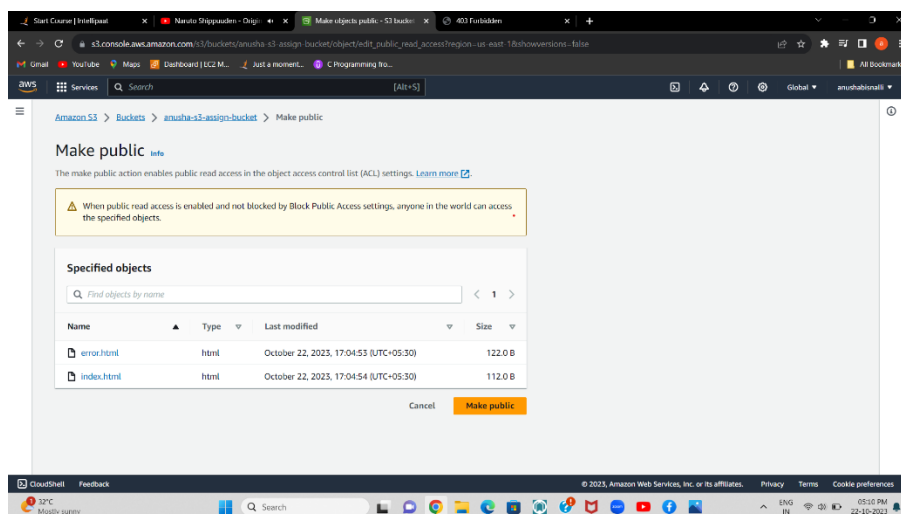 Start Course | Intellipaat
Naruto Shippuuden - Origin
Make objects public - S3 bucket
403 Forbidden
s3.console.aws.amazon.com/s3/buckets/anusha-s3-assign-bucket/object/edit_public_read_access?region=us-east-1&showversions=false
Gmail YouTube Maps Dashboard | EC2 M... Just a moment... C Programming fro... All Bookmark
aws Services Search [Alt+S] Global anushabisnalli
Amazon S3 > Buckets > anusha-s3-assign-bucket > Make public
Make public Info
The make public action enables public read access in the object access control list (ACL) settings. Learn more
When public read access is enabled and not blocked by Block Public Access settings, anyone in the world can access
the specified objects.
Specified objects
Find objects by name
< 1 >
Name Type Last modified Size
error.html html October 22, 2023, 17:04:53 (UTC+05:30) 122.0 B
index.html html October 22, 2023, 17:04:54 (UTC+05:30) 112.0 B
Cancel Make public
CloudShell Feedback © 2023, Amazon Web Services, Inc. or its affiliates. Privacy Terms Cookie preferences
32°C
Mostly sunny
Search
ENG
IN
05:10 PM
22-10-2023